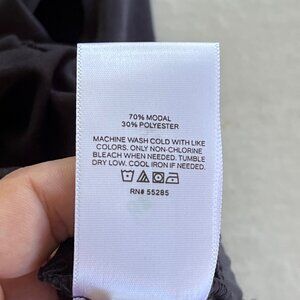 70% MODAL
30% POLYESTER
MACHINE WASH COLD WITH LIKE
COLORS. ONLY NON-CHLORINE
BLEACH WHEN NEEDED. TUMBLE
DRY LOW. COOL IRON IF NEEDED.
RN# 55285